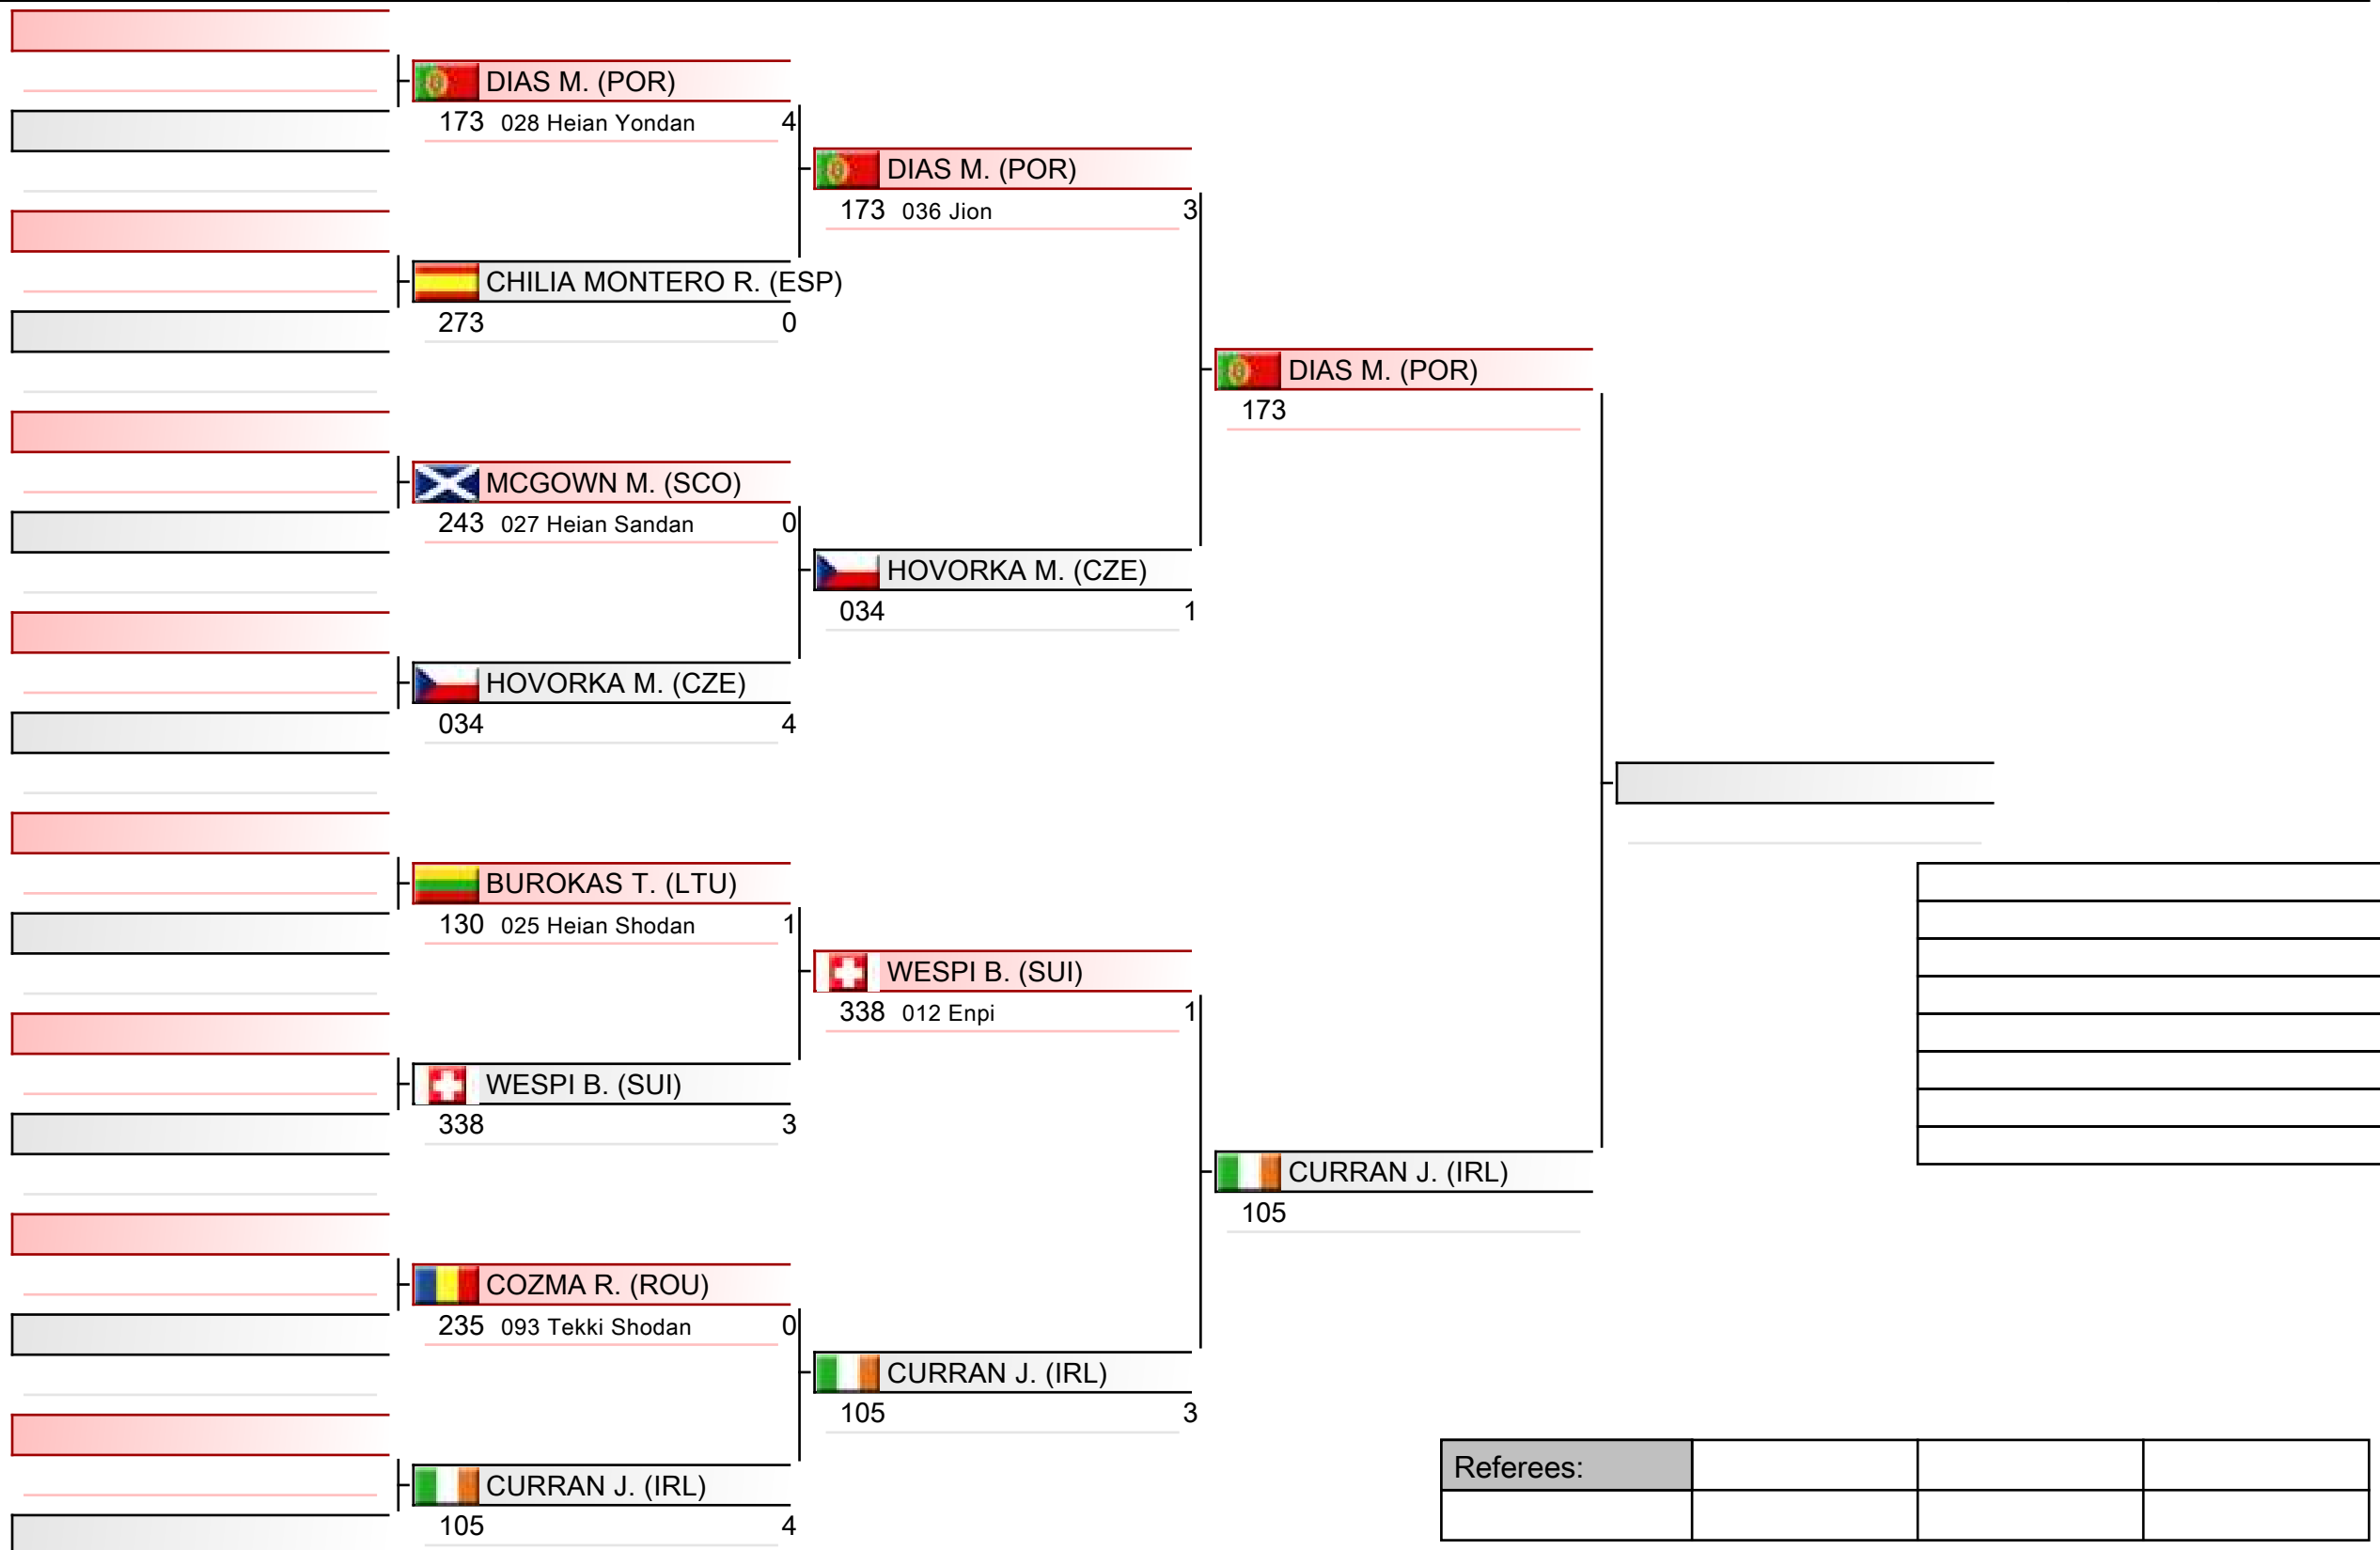 DIAS M. (POR)
173 028 Heian Yondan 4
CHILIA MONTERO R. (ESP)
273 0
MCGOWN M. (SCO)
243 027 Heian Sandan 0
HOVORKA M. (CZE)
034 4
BUROKAS T. (LTU)
130 025 Heian Shodan 1
WESPI B. (SUI)
338 3
COZMA R. (ROU)
235 093 Tekki Shodan 0
CURRAN J. (IRL)
105 4
DIAS M. (POR)
173 036 Jion 3
HOVORKA M. (CZE)
034 1
WESPI B. (SUI)
338 012 Enpi 1
CURRAN J. (IRL)
105 3
DIAS M. (POR)
173
CURRAN J. (IRL)
105
Referees: